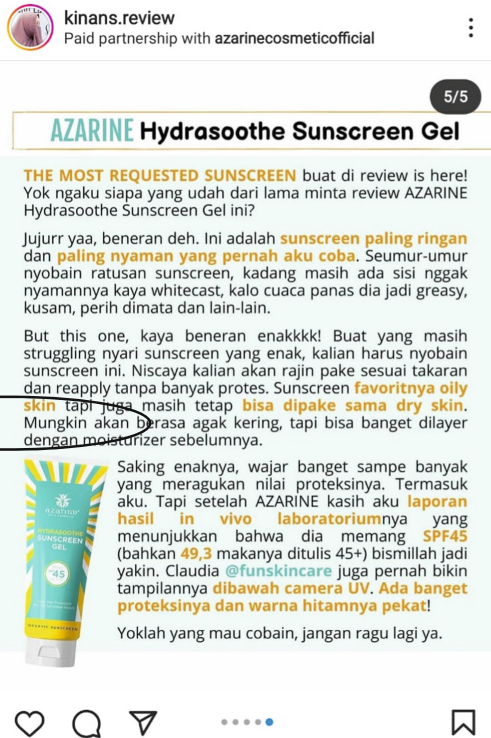 kinans.review
Paid partnership with azarinecosmeticofficial
5/5
AZARINE Hydrasoothe Sunscreen Gel
THE MOST REQUESTED SUNSCREEN buat di review is here!
Yok ngaku siapa yang udah dari lama minta review AZARINE
Hydrasoothe Sunscreen Gel ini?
Jujurr yaa, beneran deh. Ini adalah sunscreen paling ringan
dan paling nyaman yang pernah aku coba. Seumur-umur
nyobain ratusan sunscreen, kadang masih ada sisi nggak
nyamannya kaya whitecast, kalo cuaca panas dia jadi greasy,
kusam, perih dimata dan lain-lain.
But this one, kaya beneran enakkkk! Buat yang masih
struggling nyari sunscreen yang enak, kalian harus nyobain
sunscreen ini. Niscaya kalian akan rajin pake sesuai takaran
dan reapply tanpa banyak protes. Sunscreen favoritnya oily
skin tapi juga masih tetap bisa dipake sama dry skin.
Mungkin akan berasa agak kering, tapi bisa banget dilayer
dengan moisturizer sebelumnya.
Saking enaknya, wajar banget sampe banyak
yang meragukan nilai proteksinya. Termasuk
aku. Tapi setelah AZARINE kasih aku laporan
hasil in vivo laboratoriumnya yang
menunjukkan bahwa dia memang SPF45
(bahkan 49,3 makanya ditulis 45+) bismillah jadi
yakin. Claudia @funskincare juga pernah bikin
tampilannya dibawah camera UV. Ada banget
proteksinya dan warna hitamnya pekat!
Yoklah yang mau cobain, jangan ragu lagi ya.
azarine
HYDRASOOTHE
SUNSCREEN
GEL
45